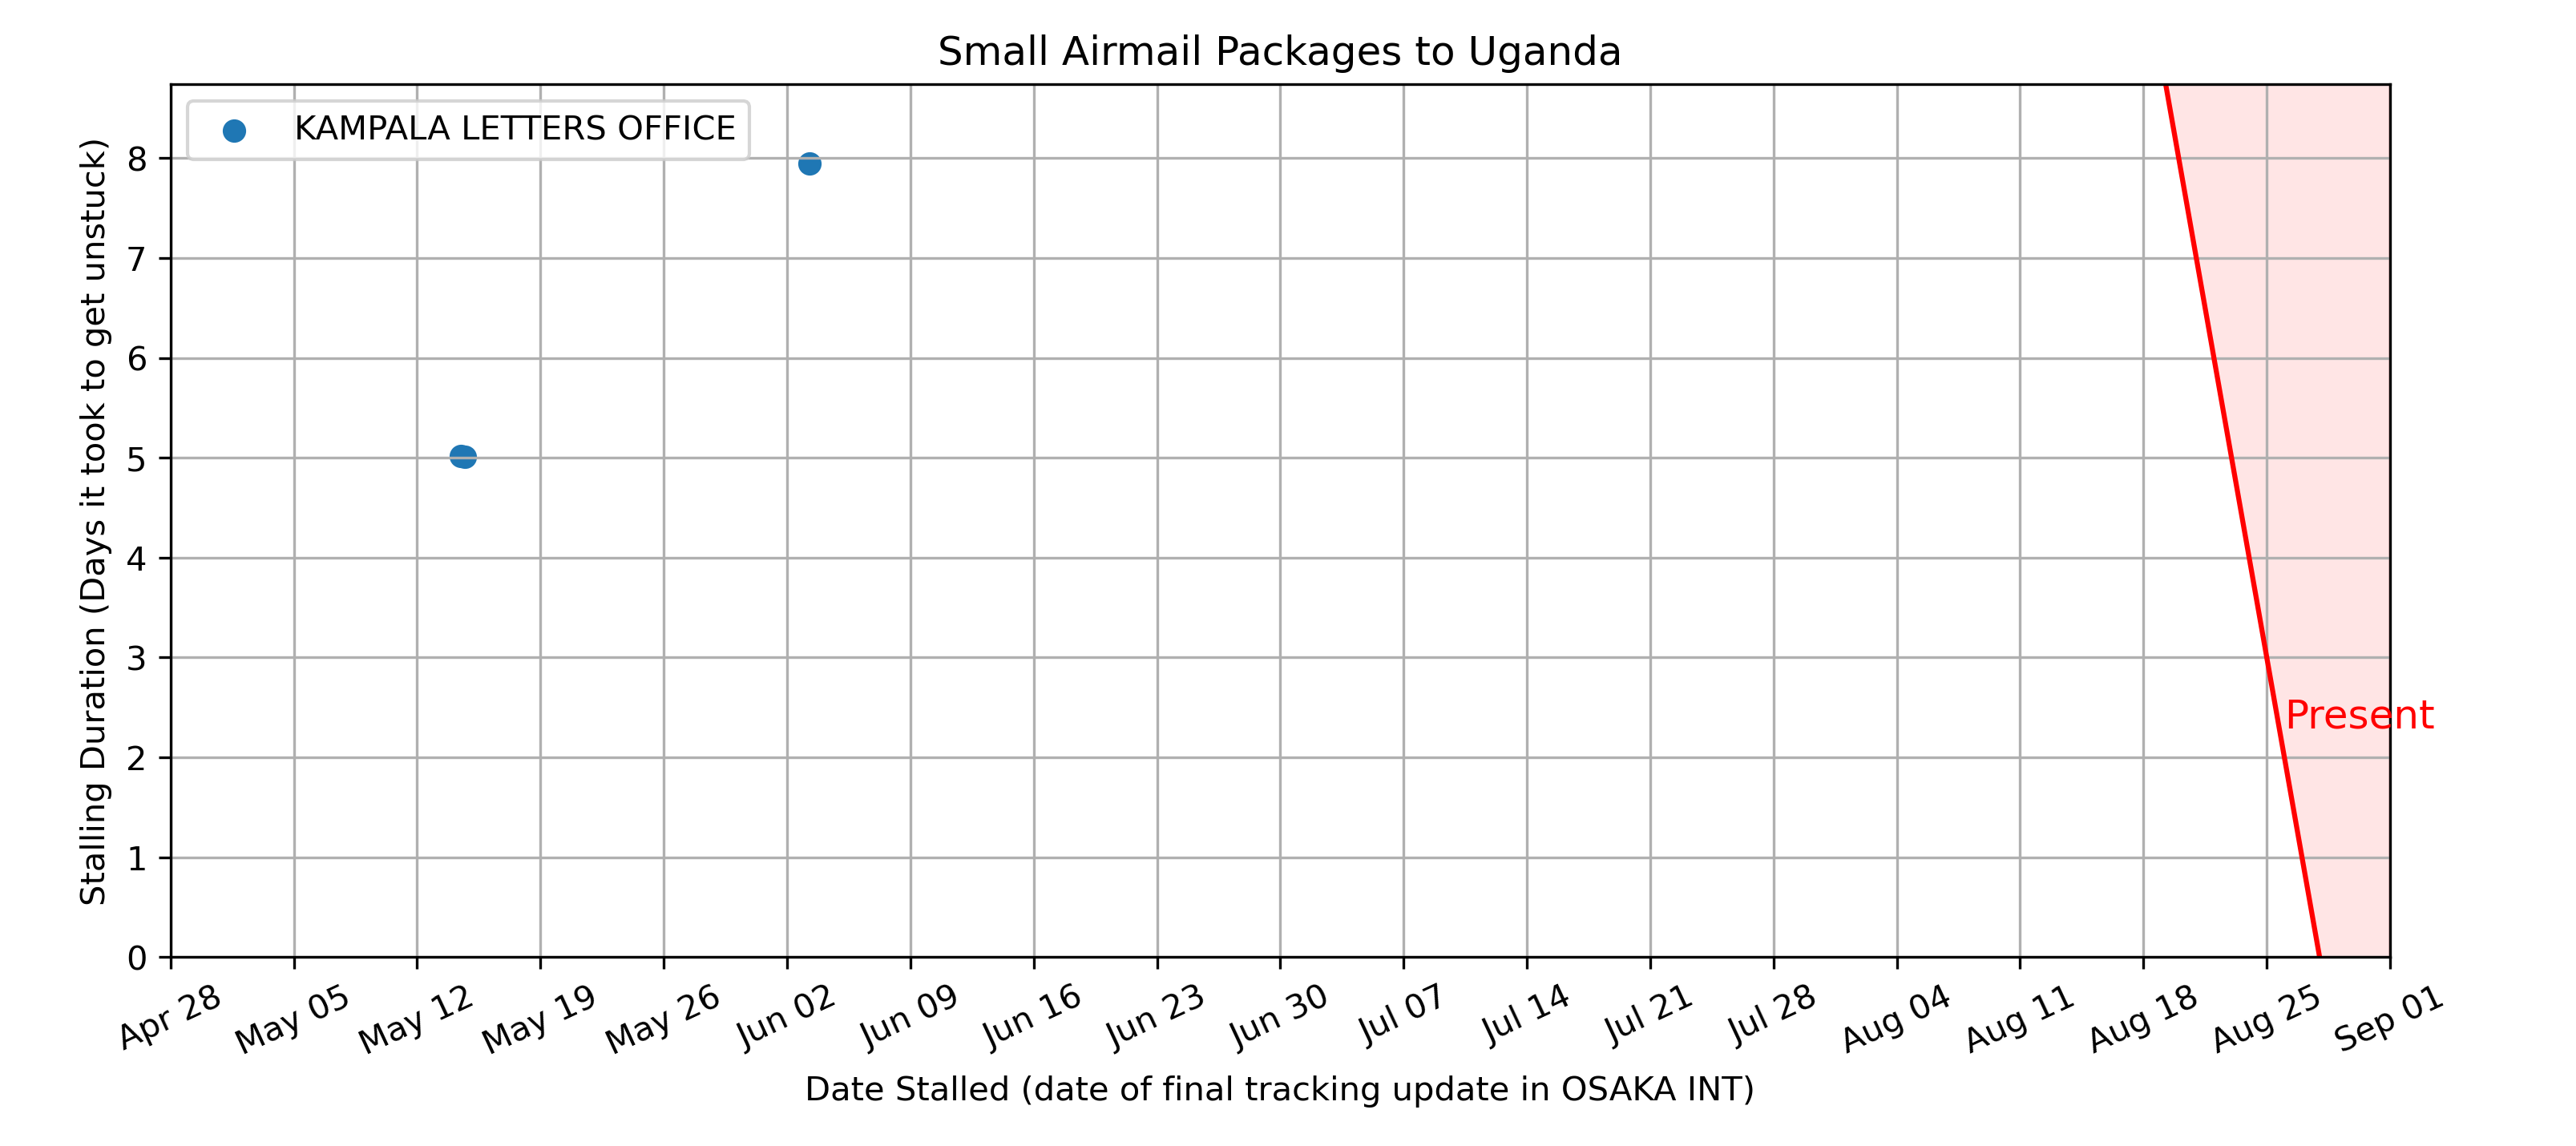 Small Airmail Packages to Uganda
KAMPALA LETTERS OFFICE
Stalling Duration (Days it took to get unstuck)
8
7
6
5
4
3
2
1
0
Present
Apr 28
May 05
May 12
May 19
May 26
Jun 02
Jun 09
Jun 16
Jun 23
Jun 30
Jul 07
Jul 14
Jul 21
Jul 28
Aug 04
Aug 11
Aug 18
Aug 25
Sep 01
Date Stalled (date of final tracking update in OSAKA INT)